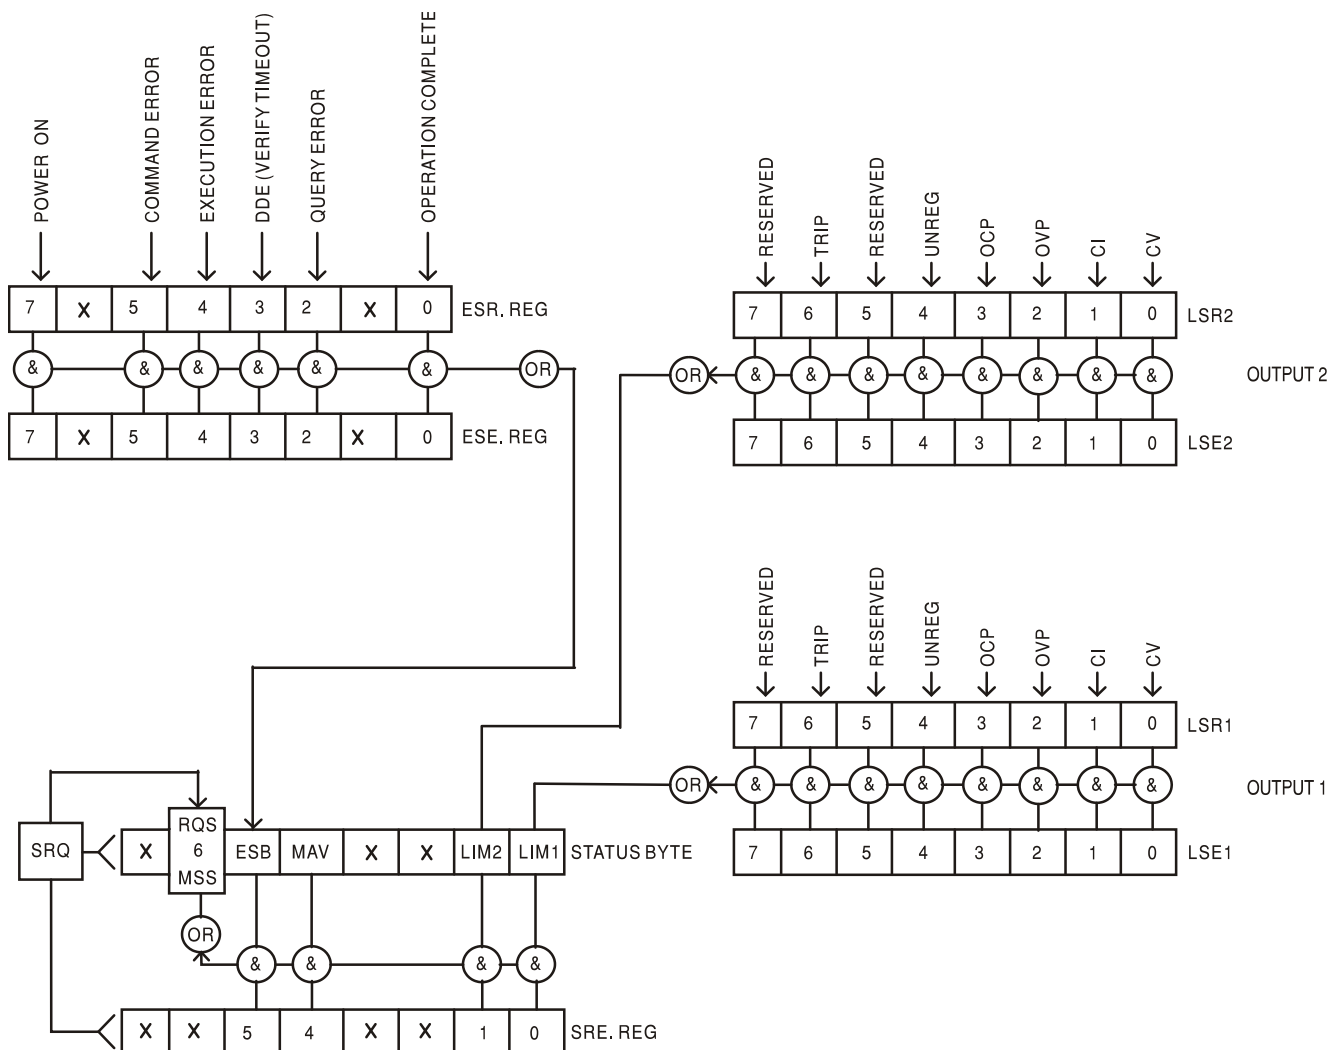 POWER ON
COMMAND ERROR
EXECUTION ERROR
DDE (VERIFY TIMEOUT)
QUERY ERROR
OPERATION COMPLETE
7 X 5 4 3 2 X 0 ESR. REG
& & & & & & OR
7 X 5 4 3 2 X 0 ESE. REG
RESERVED
TRIP
RESERVED
UNREG
OCP
OVP
CI
CV
7 6 5 4 3 2 1 0 LSR2
OR & & & & & & & & OUTPUT 2
7 6 5 4 3 2 1 0 LSE2
RESERVED
TRIP
RESERVED
UNREG
OCP
OVP
CI
CV
7 6 5 4 3 2 1 0 LSR1
OR & & & & & & & & OUTPUT 1
7 6 5 4 3 2 1 0 LSE1
RQS
SRQ X 6 ESB MAV X X LIM2 LIM1 STATUS BYTE
MSS
OR
& & & &
X X 5 4 X X 1 0 SRE. REG